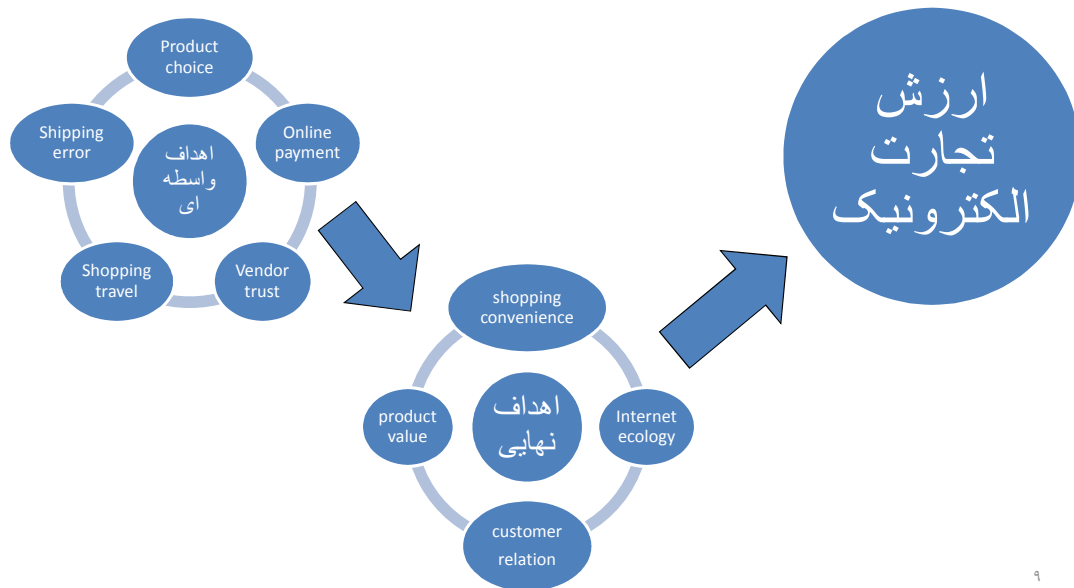 Product
choice
Online
payment
Vendor
trust
Shopping
travel
Shipping
error
اهداف
واسطه
ای
shopping
convenience
Internet
ecology
customer
relation
product
value
اهداف
نهایی
ارزش
تجارت
الکترونیک
۹